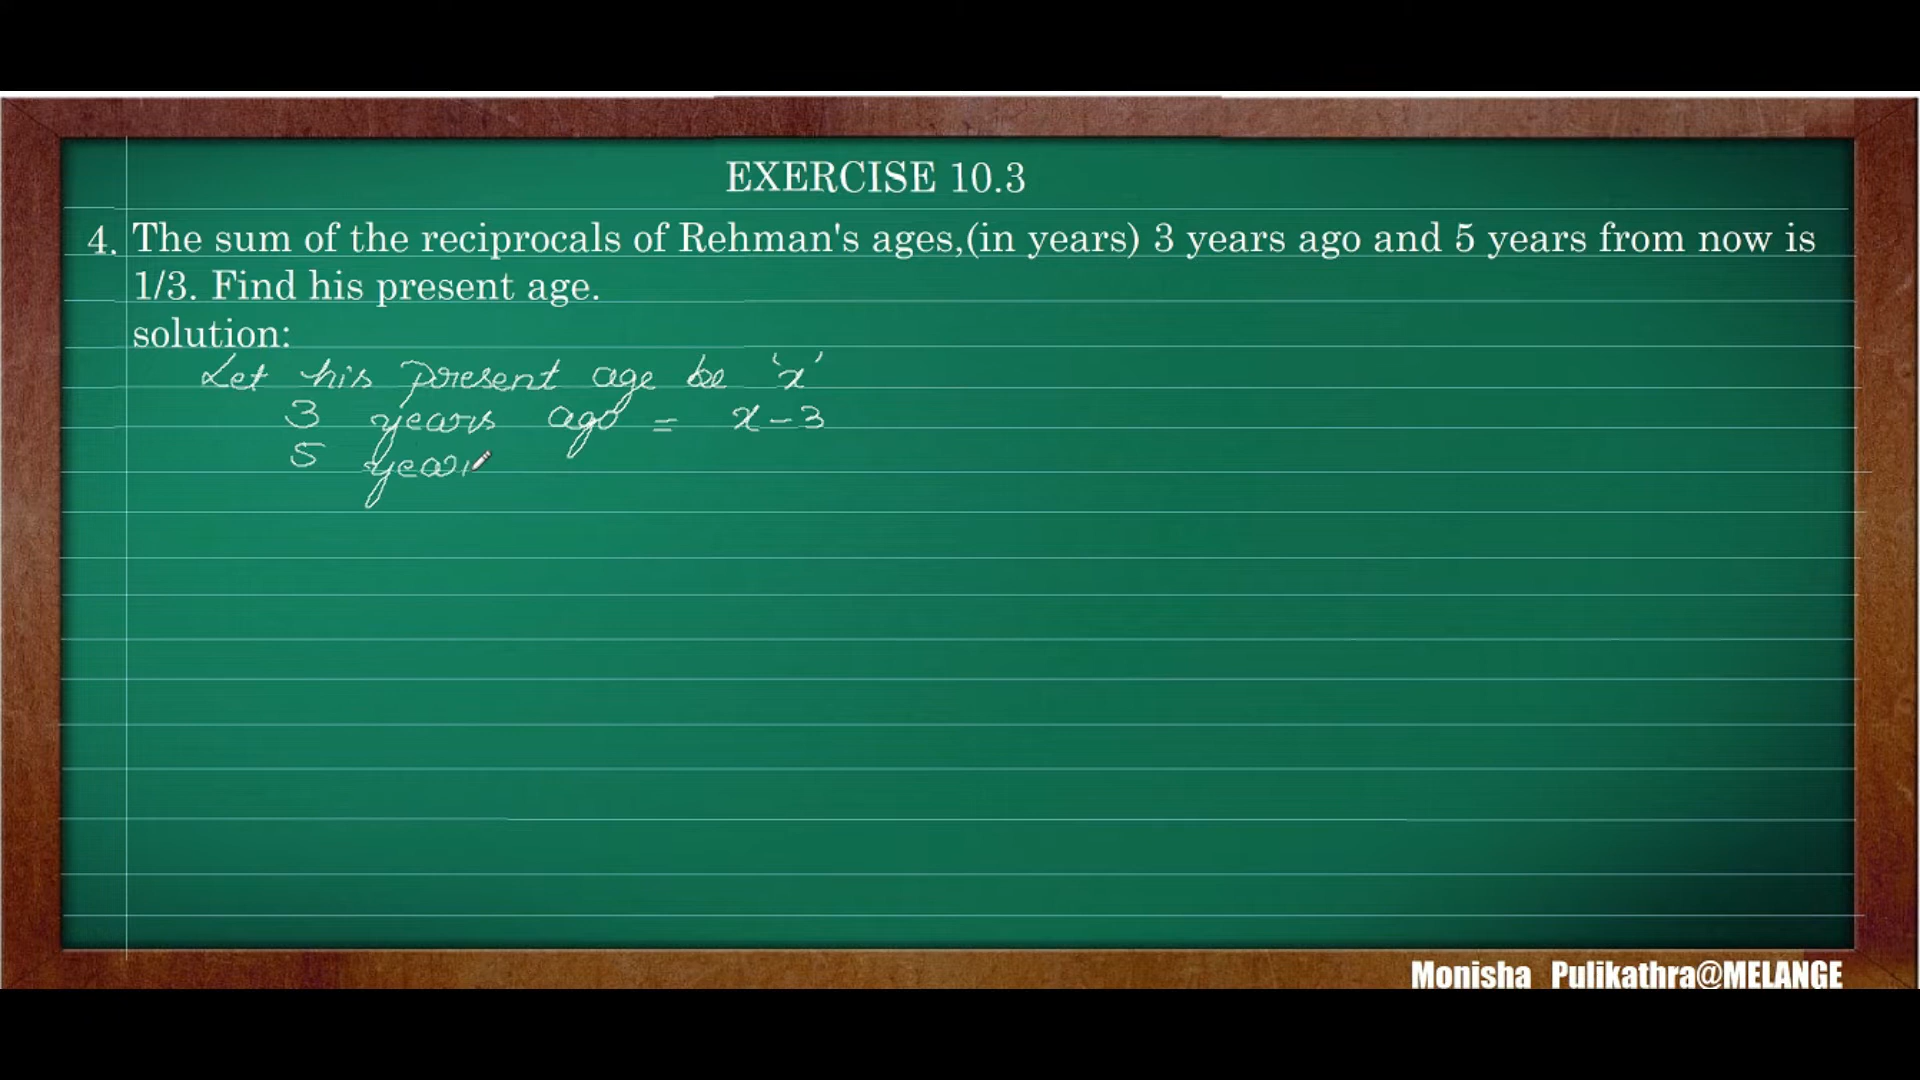 EXERCISE 10.3
4. The sum of the reciprocals of Rehman's ages,(in years) 3 years ago and 5 years from now is
1/3. Find his present age.
solution:
Let his present age be 'x'
3 years ago = x-3
5 year
Monisha Pulikathra@MELANGE